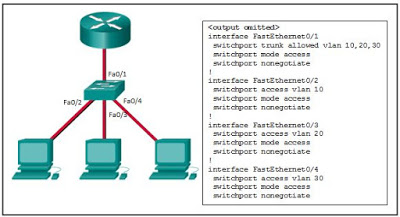 Fa0/1
Fa0/2
Fa0/4
Fa0/3
<output omitted>
interface FastEthernet0/1
switchport trunk allowed vlan 10,20,30
switchport mode access
switchport nonegotiate
!
interface FastEthernet0/2
switchport access vlan 10
switchport mode access
switchport nonegotiate
!
interface FastEthernet0/3
switchport access vlan 20
switchport mode access
switchport nonegotiate
!
interface FastEthernet0/4
switchport access vlan 30
switchport mode access
switchport nonegotiate